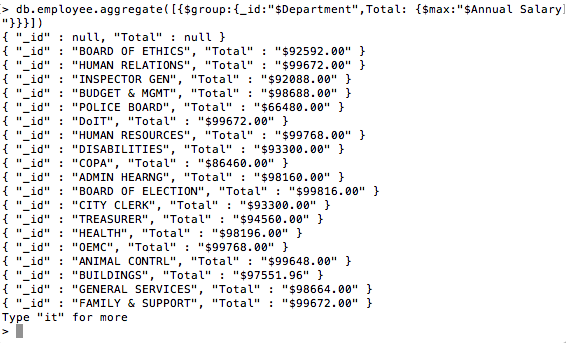 > db.employee.aggregate([{$group:{_id:"$Department",Total: {$max:"$Annual Salary
"}}}])
{ "_id" : null, "Total" : null }
{ "_id" : "BOARD OF ETHICS", "Total" : "$92592.00" }
{ "_id" : "HUMAN RELATIONS", "Total" : "$99672.00" }
{ "_id" : "INSPECTOR GEN", "Total" : "$92088.00" }
{ "_id" : "BUDGET & MGMT", "Total" : "$98688.00" }
{ "_id" : "POLICE BOARD", "Total" : "$66480.00" }
{ "_id" : "DoIT", "Total" : "$99672.00" }
{ "_id" : "HUMAN RESOURCES", "Total" : "$99768.00" }
{ "_id" : "DISABILITIES", "Total" : "$93300.00" }
{ "_id" : "COPA", "Total" : "$86460.00" }
{ "_id" : "ADMIN HEARNG", "Total" : "$98160.00" }
{ "_id" : "BOARD OF ELECTION", "Total" : "$99816.00" }
{ "_id" : "CITY CLERK", "Total" : "$93300.00" }
{ "_id" : "TREASURER", "Total" : "$94560.00" }
{ "_id" : "HEALTH", "Total" : "$98196.00" }
{ "_id" : "OEMC", "Total" : "$99768.00" }
{ "_id" : "ANIMAL CONTRL", "Total" : "$99648.00" }
{ "_id" : "BUILDINGS", "Total" : "$97551.96" }
{ "_id" : "GENERAL SERVICES", "Total" : "$98664.00" }
{ "_id" : "FAMILY & SUPPORT", "Total" : "$99672.00" }
Type "it" for more
>